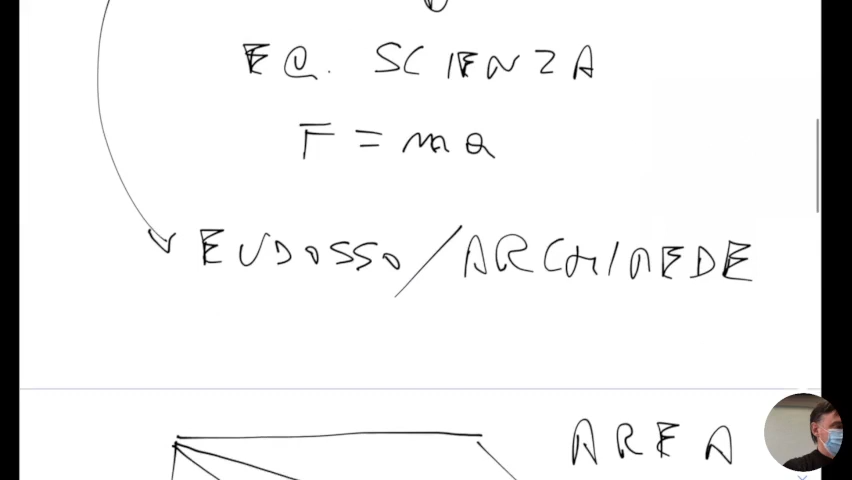 EQ. SCIENZA
F = ma
EUDOSSO / ARCHIMEDE
AREA